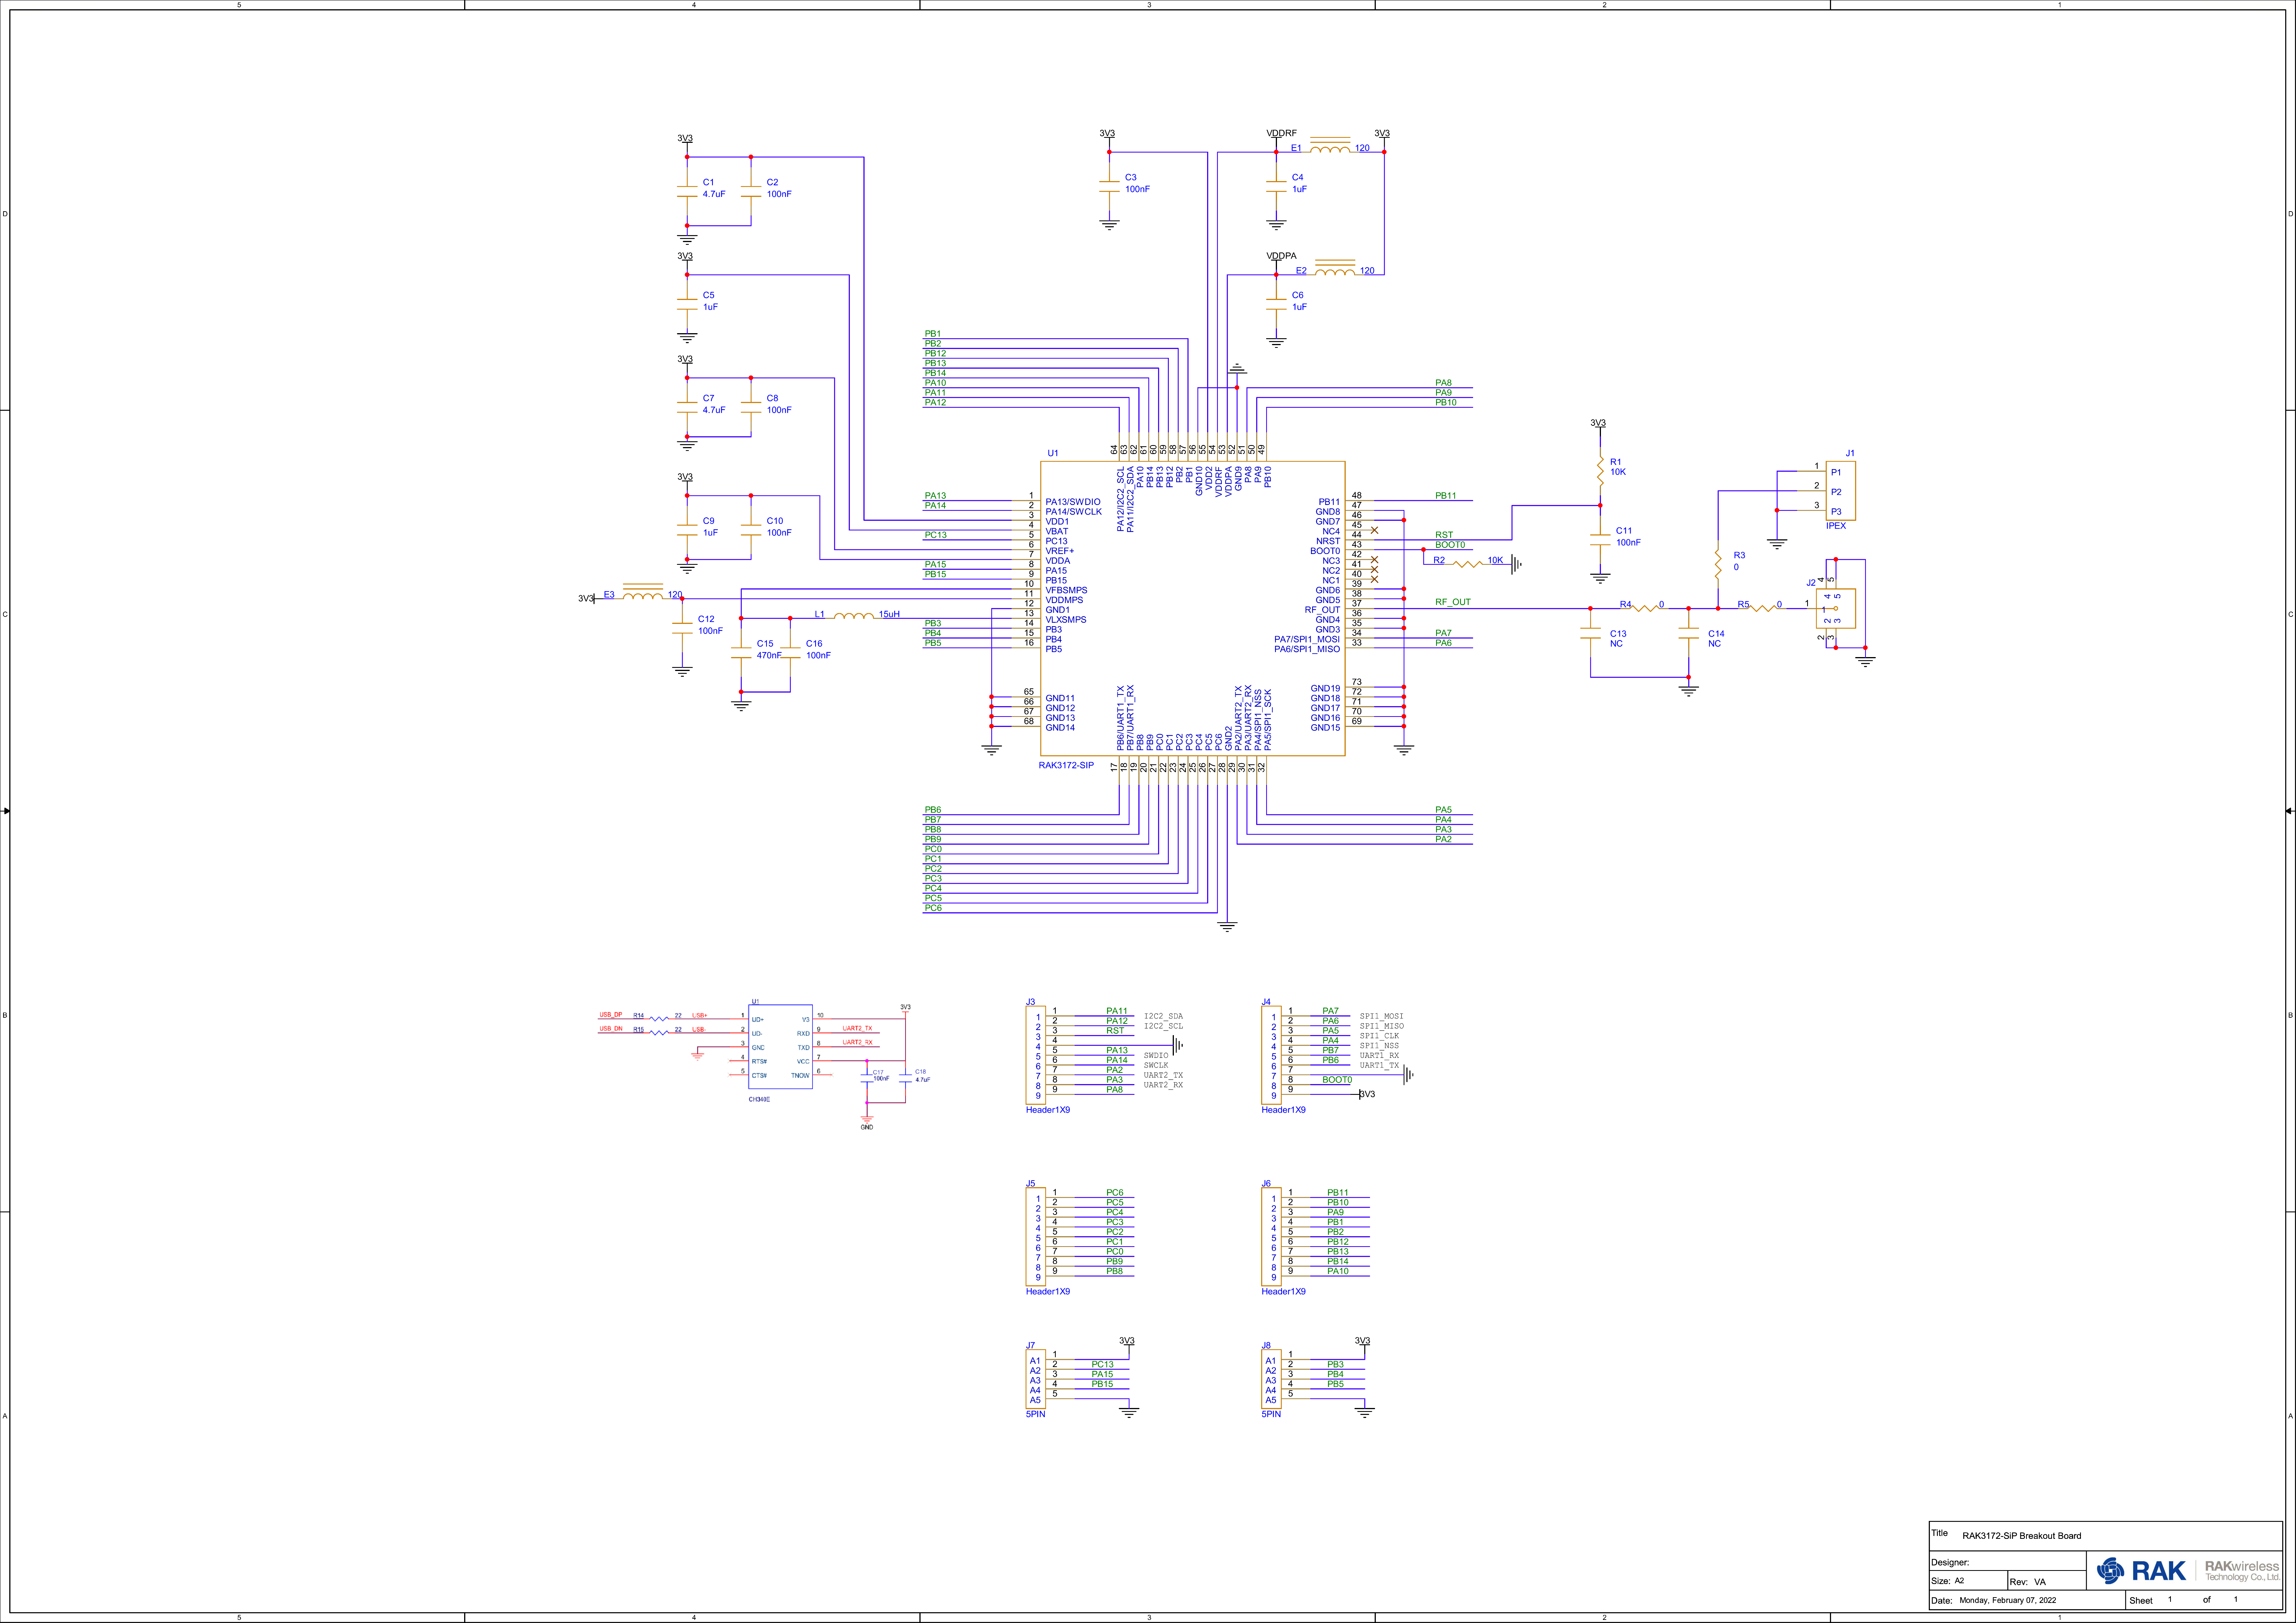 5 4 3 2 1
D D
C C
B B
A A
3V3
C1
4.7uF
C2
100nF
3V3
C5
1uF
3V3
C7
4.7uF
C8
100nF
3V3
C9
1uF
C10
100nF
3V3 E3 120
C12
100nF
C15
470nF
C16
100nF
L1 15uH
3V3
C3
100nF
VDDRF
E1 120
3V3
C4
1uF
VDDPA
E2 120
C6
1uF
PB1
PB2
PB12
PB13
PB14
PA10
PA11
PA12
PA8
PA9
PB10
64 63 62 61 60 59 58 57 56 55 54 53 52 51 50 49
PA12/I2C2_SCL
PA11/I2C2_SDA
PA10
PB14
PB13
PB12
PB2
PB1
GND10
VDD2
VDDRF
VDDPA
GND9
PA8
PA9
PB10
U1
PA13 1 PA13/SWDIO
PA14 2 PA14/SWCLK
3 VDD1
4 VBAT
PC13 5 PC13
6 VREF+
7 VDDA
PA15 8 PA15
PB15 9 PB15
10 VFBSMPS
11 VDDMPS
12 GND1
13 VLXSMPS
PB3 14 PB3
PB4 15 PB4
PB5 16 PB5
65 GND11
66 GND12
67 GND13
68 GND14
PB11 48 PB11
GND8 47
GND7 46
NC4 45
NRST 44 RST
BOOT0 43 BOOT0
NC3 42
NC2 41
NC1 40
GND6 39
GND5 38
RF_OUT 37 RF_OUT
GND4 36
GND3 35
PA7/SPI1_MOSI 34 PA7
PA6/SPI1_MISO 33 PA6
GND19 73
GND18 72
GND17 71
GND16 70
GND15 69
PB6/UART1_TX
PB7/UART1_RX
PB8
PB9
PC0
PC1
PC2
PC3
PC4
PC5
PC6
GND2
PA2/UART2_TX
PA3/UART2_RX
PA4/SPI1_NSS
PA5/SPI1_SCK
RAK3172-SIP
17 18 19 20 21 22 23 24 25 26 27 28 29 30 31 32
PB6
PB7
PB8
PB9
PC0
PC1
PC2
PC3
PC4
PC5
PC6
PA5
PA4
PA3
PA2
R2 10K
3V3
R1
10K
C11
100nF
R3
0
R4 0
R5 0
C13
NC
C14
NC
J1
1 P1
2 P2
3 P3
IPEX
J2
4 5
4 5
1 1
2 3
2 3
U1
USB_DP R14 22 USB+ 1 UD+
USB_DN R15 22 USB- 2 UD-
3 GND
4 RTS#
5 CTS#
V3 10
RXD 9 UART2_TX
TXD 8 UART2_RX
VCC 7
TNOW 6
CH340E
3V3
C17
100nF
C18
4.7uF
GND
J3
1 1 PA11 I2C2_SDA
2 2 PA12 I2C2_SCL
3 3 RST
4 4
5 5 PA13 SWDIO
6 6 PA14 SWCLK
7 7 PA2 UART2_TX
8 8 PA3 UART2_RX
9 9 PA8
Header1X9
J4
1 1 PA7 SPI1_MOSI
2 2 PA6 SPI1_MISO
3 3 PA5 SPI1_CLK
4 4 PA4 SPI1_NSS
5 5 PB7 UART1_RX
6 6 PB6 UART1_TX
7 7
8 8 BOOT0
9 9 3V3
Header1X9
J5
1 1 PC6
2 2 PC5
3 3 PC4
4 4 PC3
5 5 PC2
6 6 PC1
7 7 PC0
8 8 PB9
9 9 PB8
Header1X9
J6
1 1 PB11
2 2 PB10
3 3 PA9
4 4 PB1
5 5 PB2
6 6 PB12
7 7 PB13
8 8 PB14
9 9 PA10
Header1X9
J7
3V3
A1 1
A2 2 PC13
A3 3 PA15
A4 4 PB15
A5 5
5PIN
J8
3V3
A1 1
A2 2 PB3
A3 3 PB4
A4 4 PB5
A5 5
5PIN
Title RAK3172-SiP Breakout Board
Designer:
Size: A2 Rev: VA
RAK RAKwireless
Technology Co., Ltd.
Date: Monday, February 07, 2022 Sheet 1 of 1
5 4 3 2 1